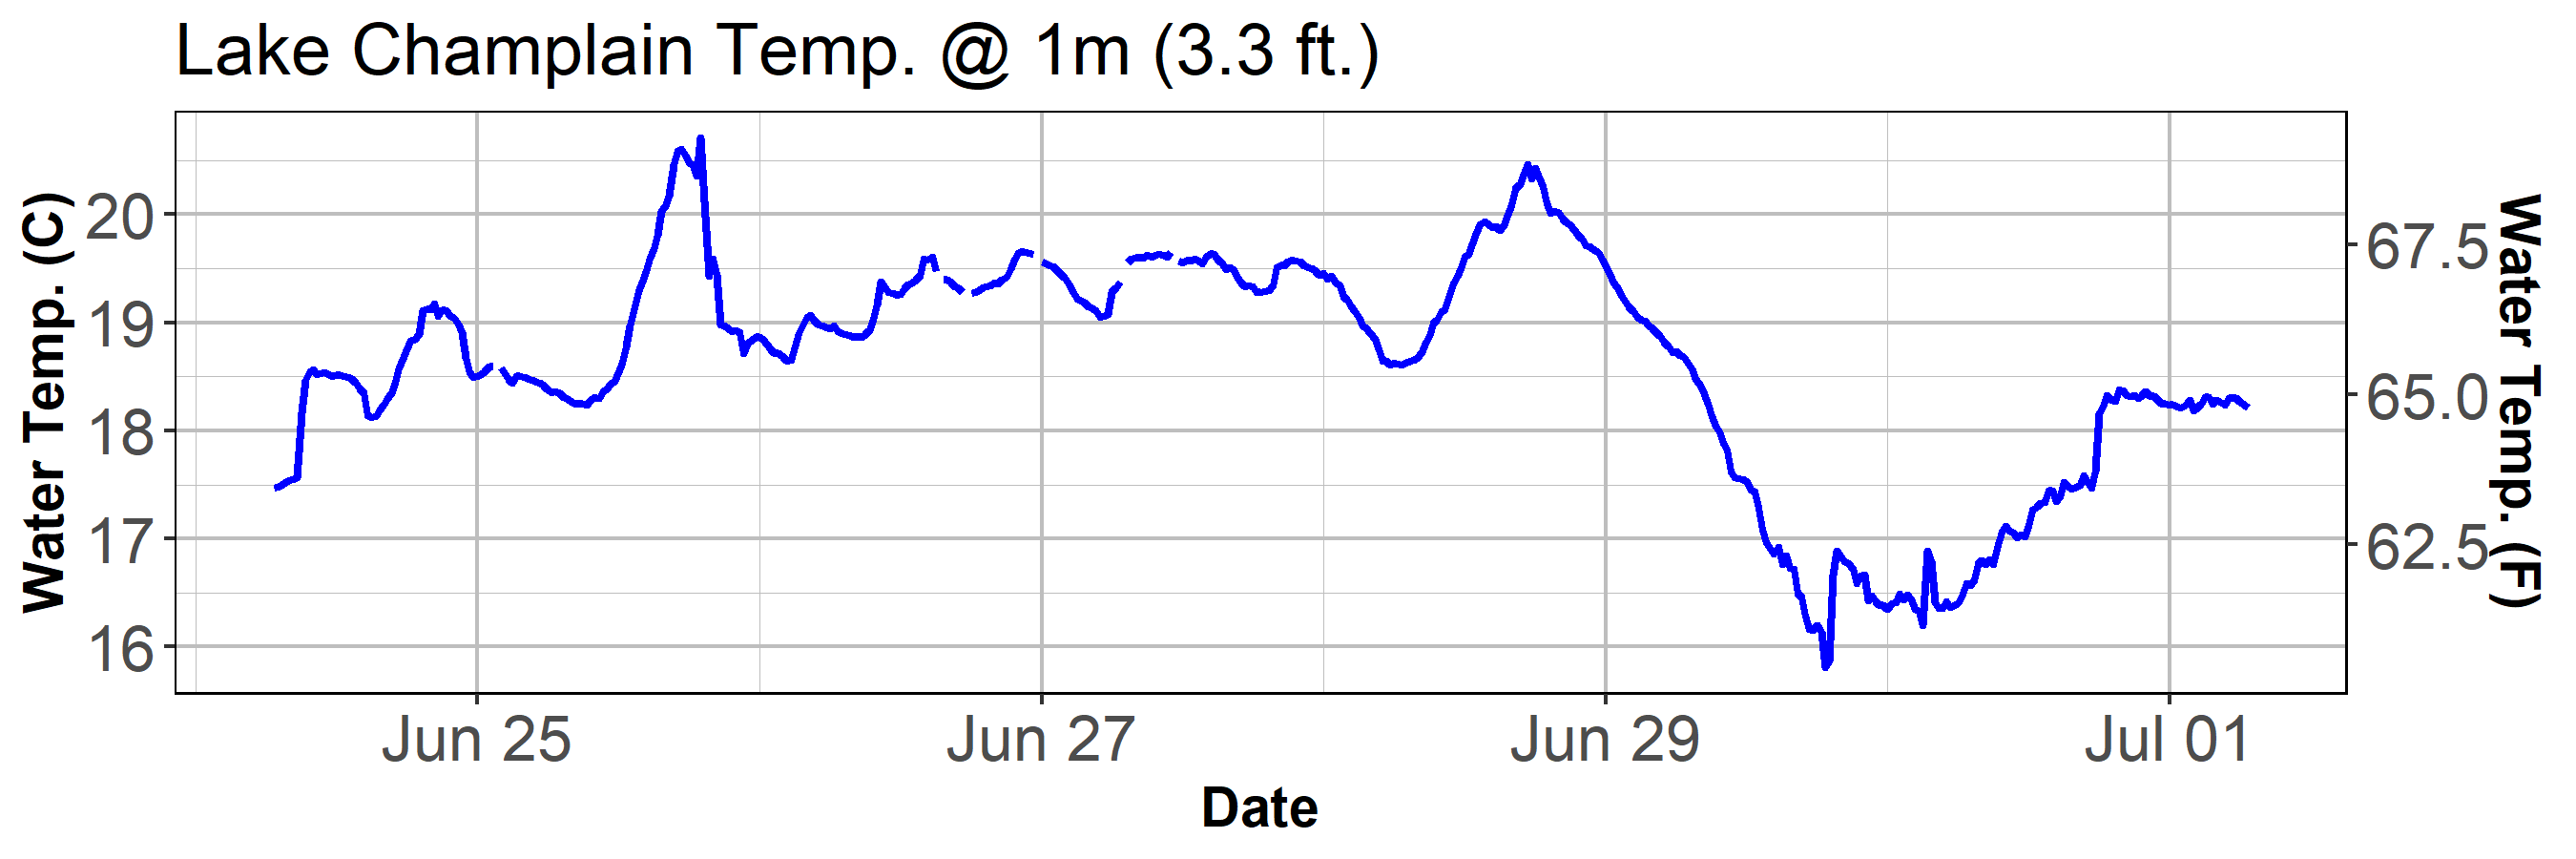 Lake Champlain Temp. @ 1m (3.3 ft.)
Water Temp. (C)
20
19
18
17
16
67.5
65.0
62.5
Water Temp. (F)
Jun 25
Jun 27
Jun 29
Jul 01
Date